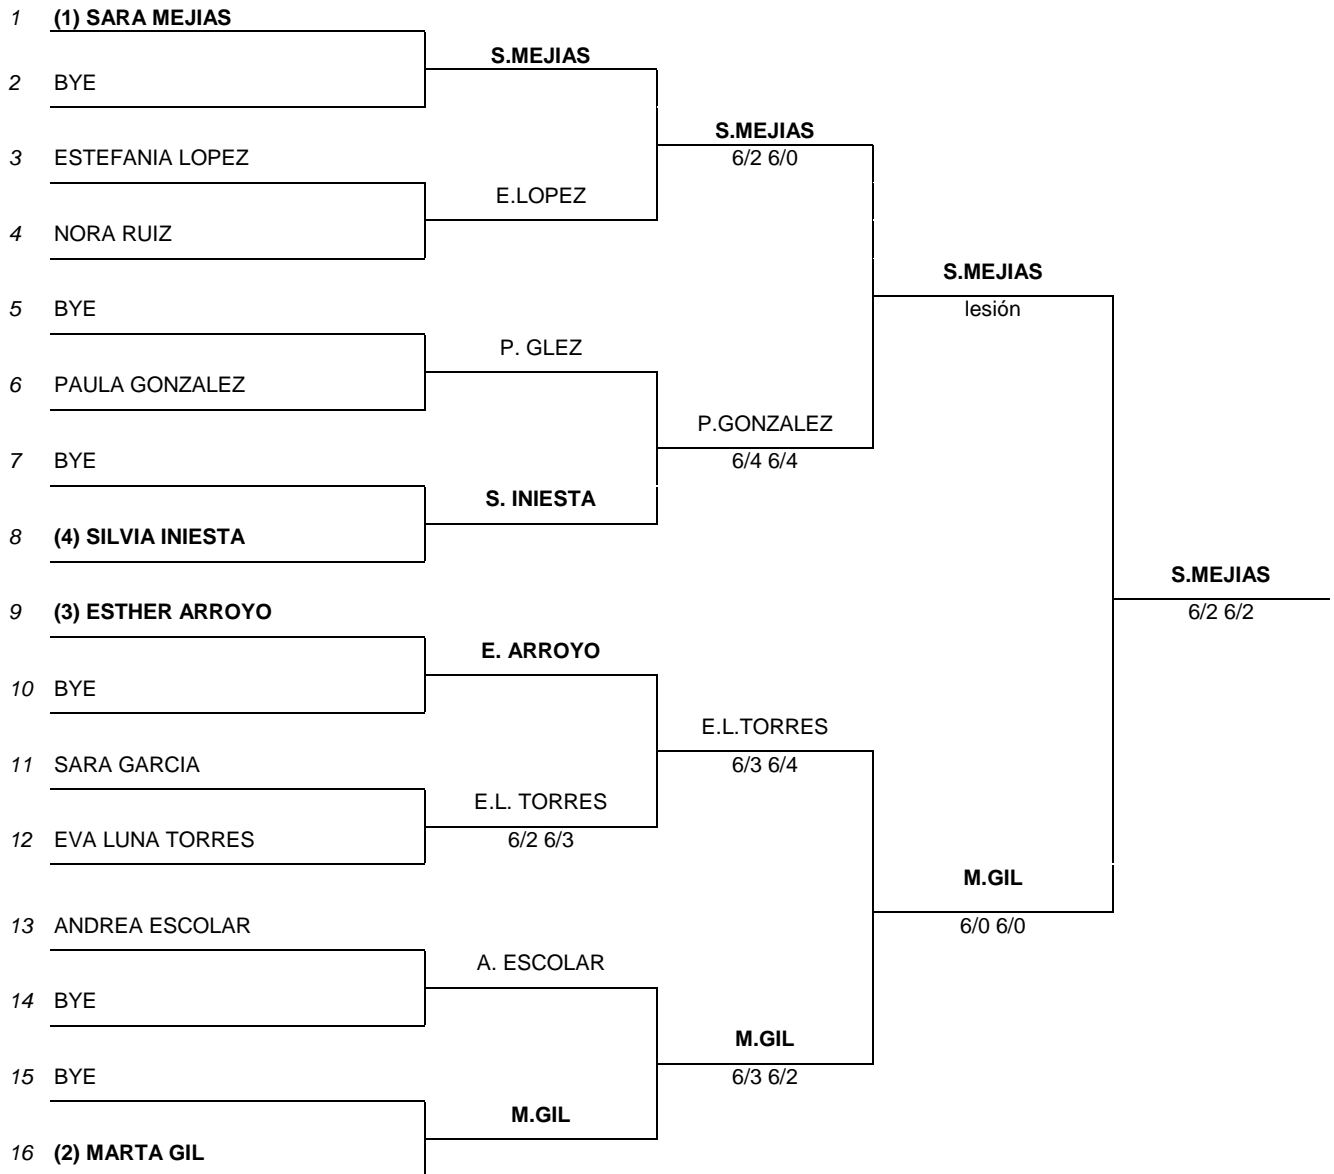 1 (1) SARA MEJIAS
S.MEJIAS
2 BYE
S.MEJIAS
3 ESTEFANIA LOPEZ
6/2 6/0
E.LOPEZ
4 NORA RUIZ
S.MEJIAS
5 BYE
lesión
P. GLEZ
6 PAULA GONZALEZ
P.GONZALEZ
7 BYE
6/4 6/4
S. INIESTA
8 (4) SILVIA INIESTA
S.MEJIAS
9 (3) ESTHER ARROYO
6/2 6/2
E. ARROYO
10 BYE
E.L.TORRES
11 SARA GARCIA
6/3 6/4
E.L. TORRES
12 EVA LUNA TORRES
6/2 6/3
M.GIL
13 ANDREA ESCOLAR
6/0 6/0
A. ESCOLAR
14 BYE
M.GIL
15 BYE
6/3 6/2
M.GIL
16 (2) MARTA GIL